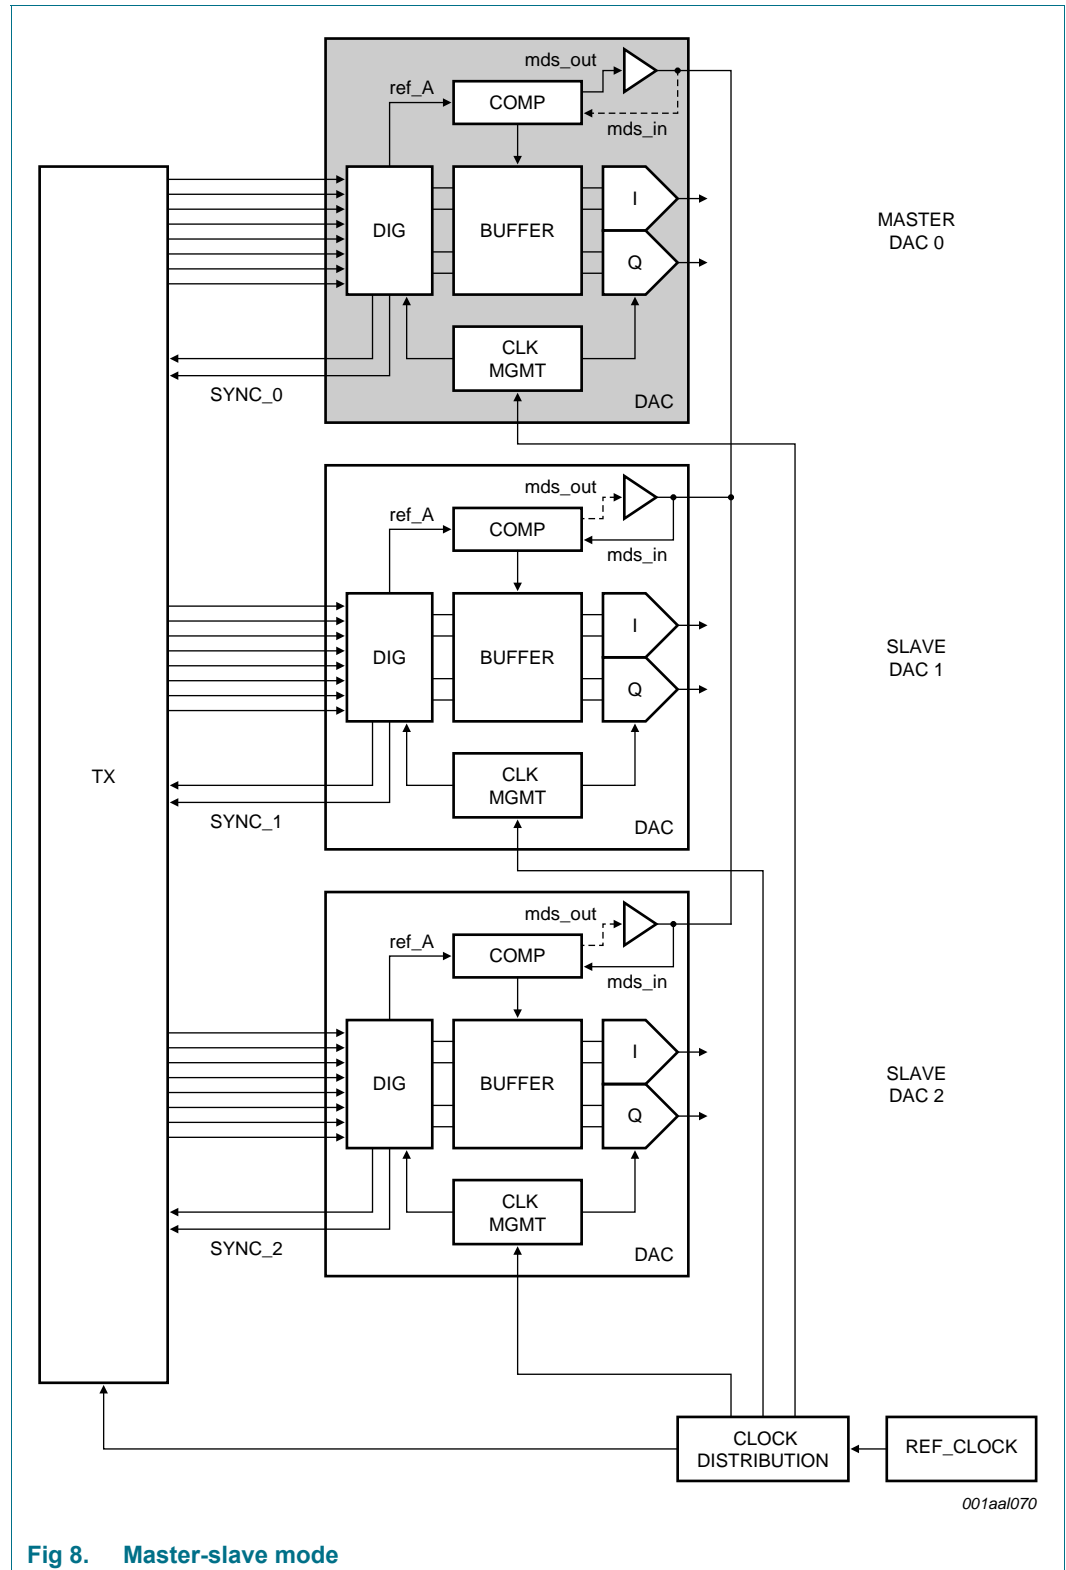 mds_out
ref_A
COMP
mds_in
DIG
BUFFER
I
Q
MASTER
DAC 0
CLK
MGMT
SYNC_0
DAC
mds_out
ref_A
COMP
mds_in
DIG
BUFFER
I
Q
SLAVE
DAC 1
TX
CLK
MGMT
SYNC_1
DAC
mds_out
ref_A
COMP
mds_in
DIG
BUFFER
I
Q
SLAVE
DAC 2
CLK
MGMT
SYNC_2
DAC
CLOCK
DISTRIBUTION
REF_CLOCK
001aal070
Fig 8. Master-slave mode